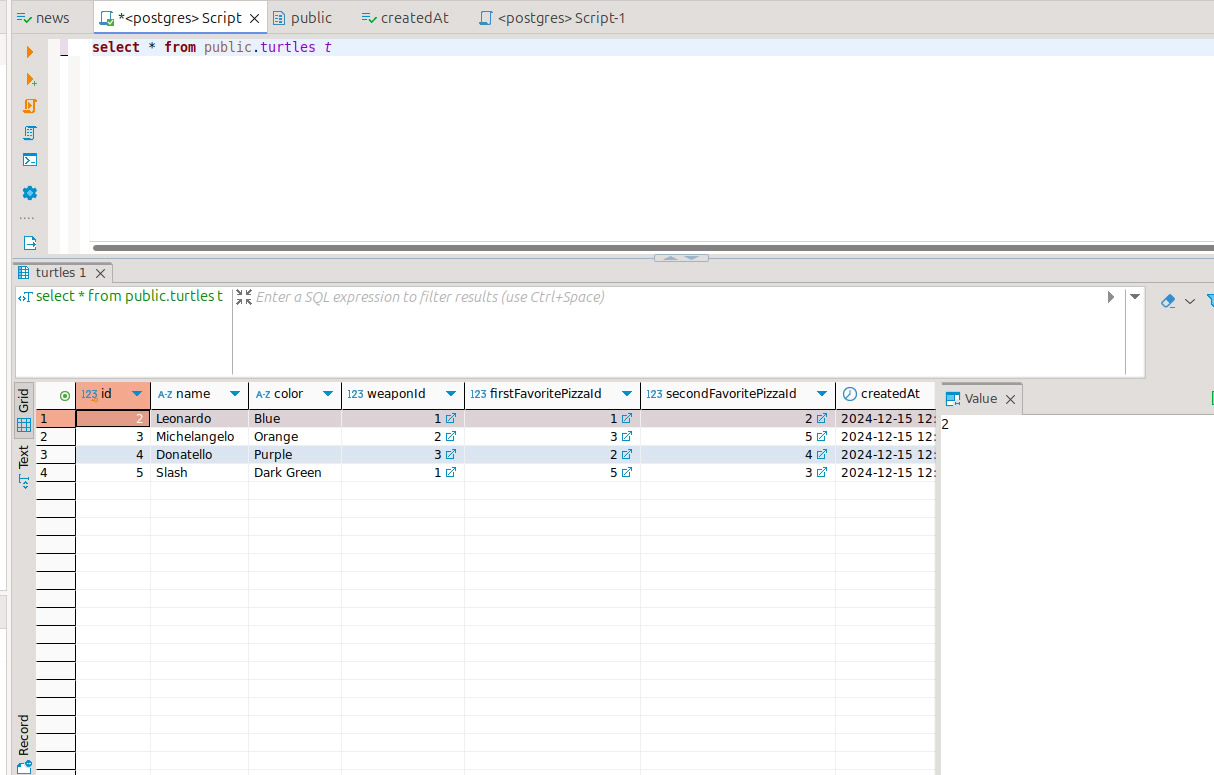 news *<postgres> Script public createdAt <postgres> Script-1
select * from public.turtles t
turtles 1
select * from public.turtles t Enter a SQL expression to filter results (use Ctrl+Space)
Grid
Text
Record
123 id A-Z name A-Z color 123 weaponId 123 firstFavoritePizzaId 123 secondFavoritePizzaId createdAt
1 2 Leonardo Blue 1 1 2 2024-12-15 12:
2 3 Michelangelo Orange 2 3 5 2024-12-15 12:
3 4 Donatello Purple 3 2 4 2024-12-15 12:
4 5 Slash Dark Green 1 5 3 2024-12-15 12:
Value
2